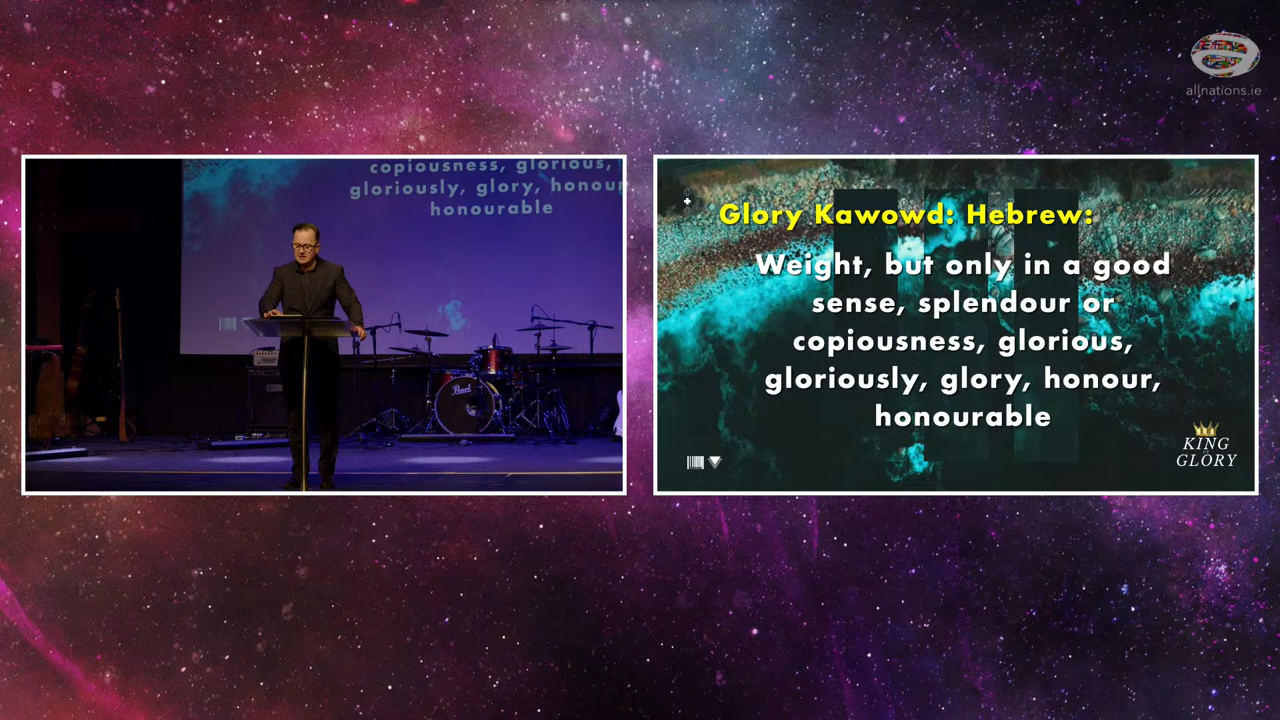 allnations.ie
copiousness, glorious,
gloriously, glory, honour
honourable
Pearl
Glory Kawowd: Hebrew:
Weight, but only in a good
sense, splendour or
copiousness, glorious,
gloriously, glory, honour,
honourable
KING
GLORY